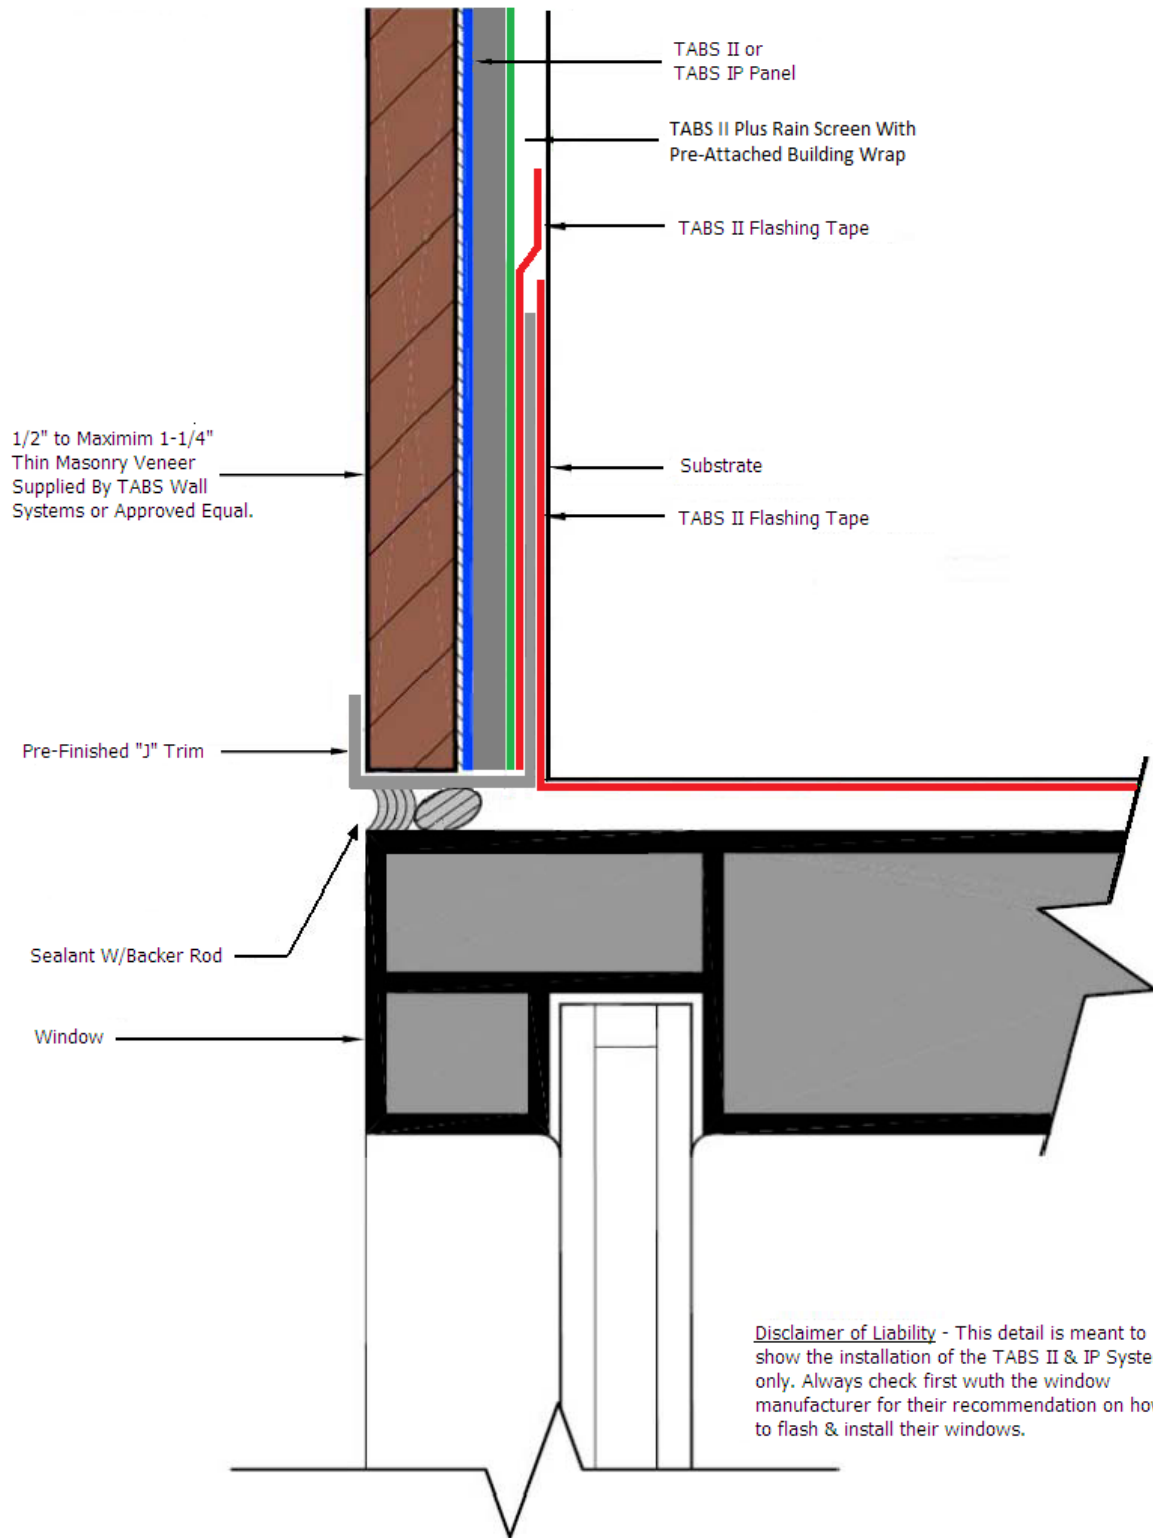 TABS II or
TABS IP Panel
TABS II Plus Rain Screen With
Pre-Attached Building Wrap
TABS II Flashing Tape
1/2" to Maximim 1-1/4"
Thin Masonry Veneer
Supplied By TABS Wall
Systems or Approved Equal.
Substrate
TABS II Flashing Tape
Pre-Finished "J" Trim
Sealant W/Backer Rod
Window
Disclaimer of Liability - This detail is meant to
show the installation of the TABS II & IP Syste
only. Always check first wuth the window
manufacturer for their recommendation on how
to flash & install their windows.